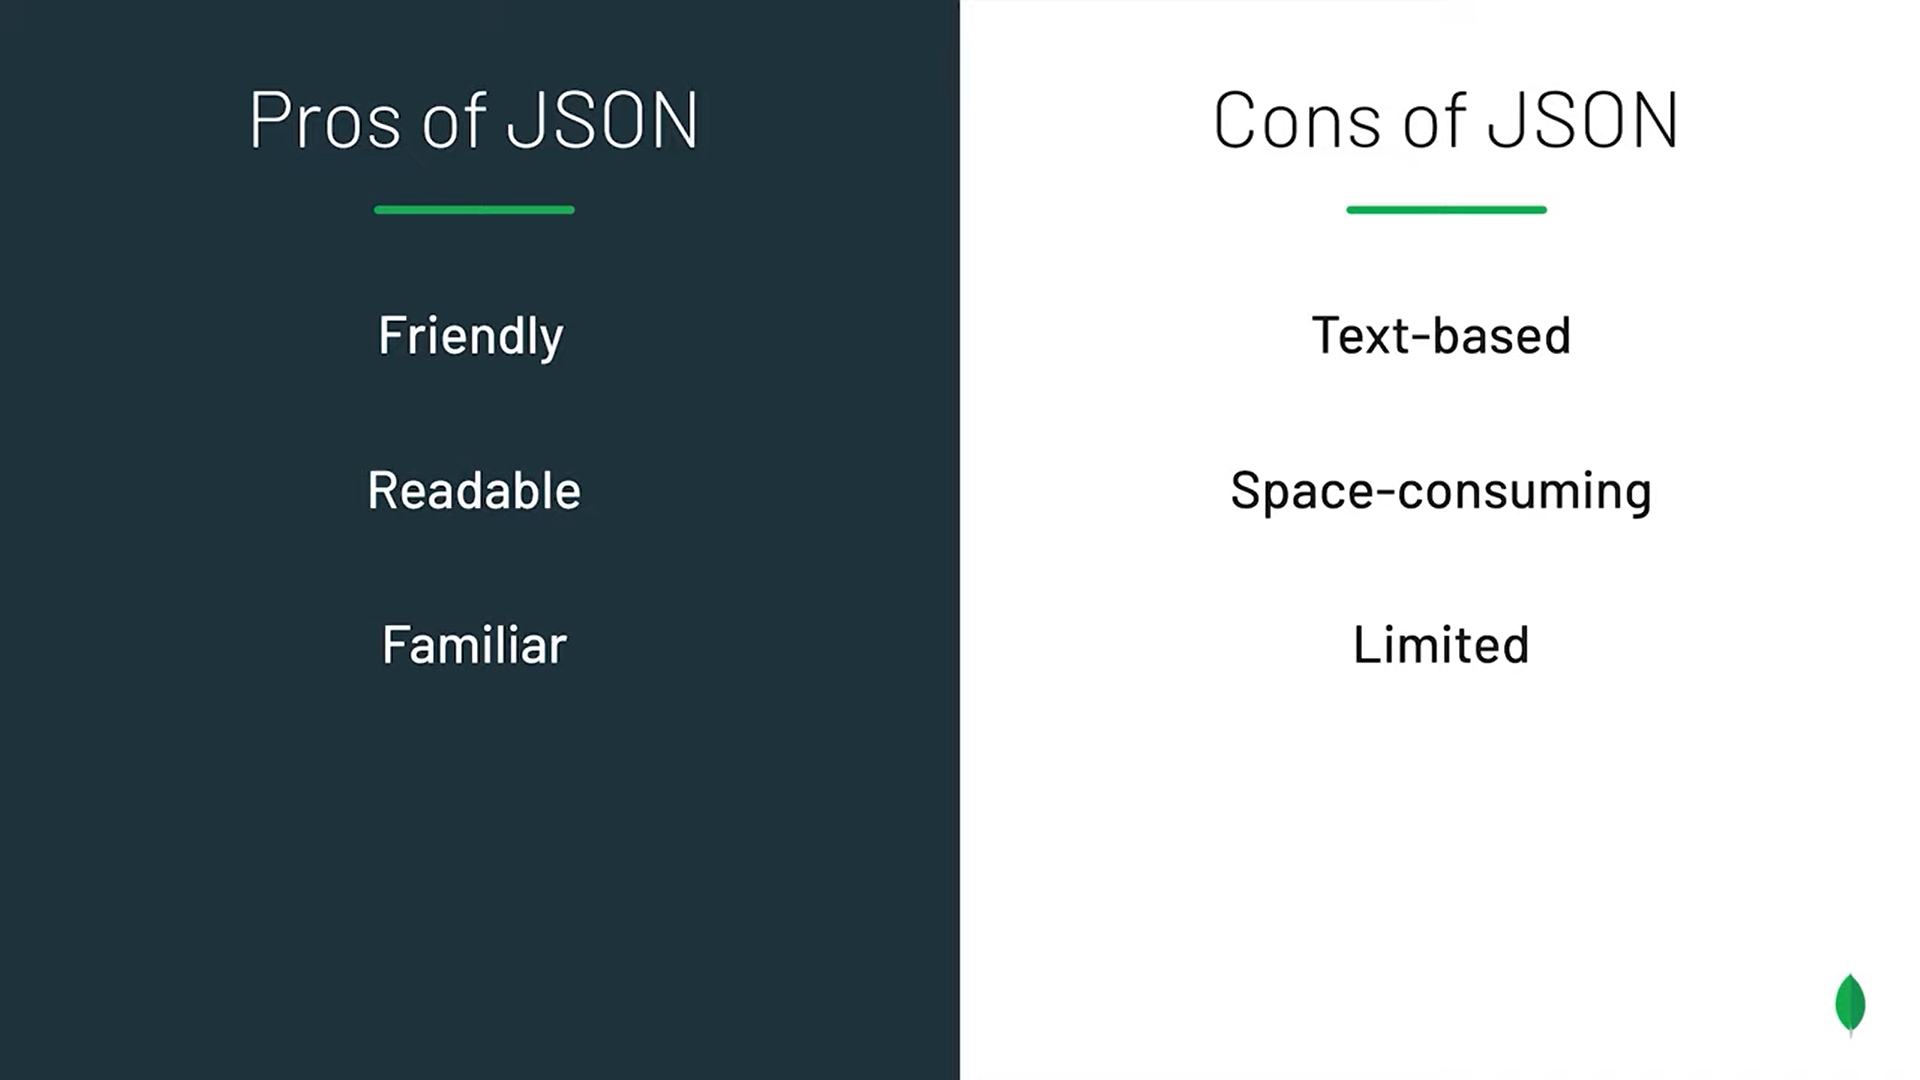 Pros of JSON
Friendly
Readable
Familiar
Cons of JSON
Text-based
Space-consuming
Limited